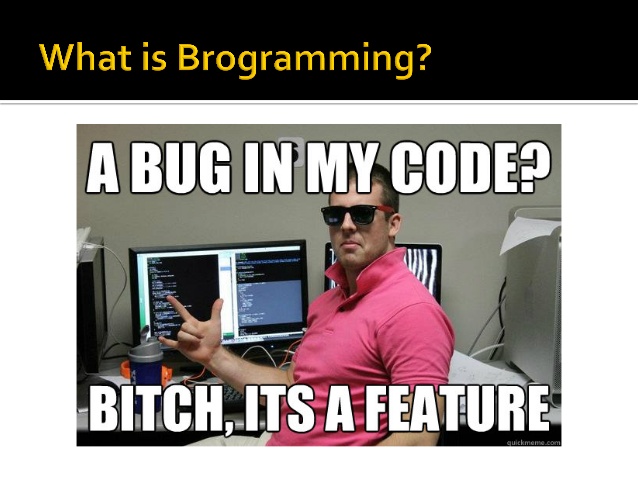 What is Brogramming?
A BUG IN MY CODE?
BITCH, ITS A FEATURE
quickmeme.com